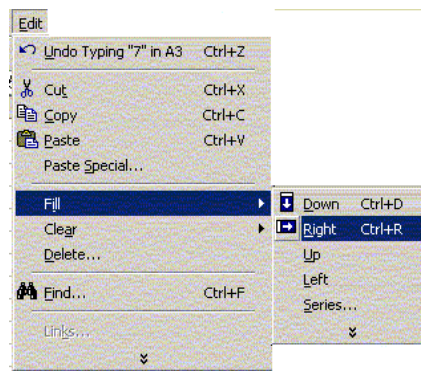 Edit
Undo Typing "7" in A3 Ctrl+Z
Cut Ctrl+X
Copy Ctrl+C
Paste Ctrl+V
Paste Special...
Fill
Clear
Delete...
Find... Ctrl+F
Links...
Down Ctrl+D
Right Ctrl+R
Up
Left
Series...